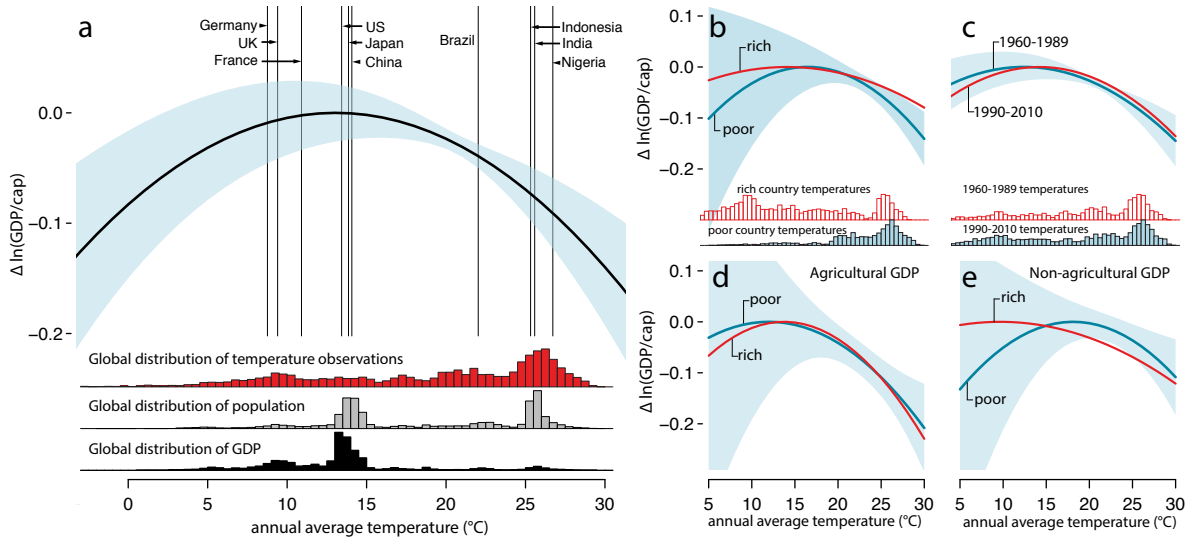 a
Germany
UK
France
US
Japan
China
Brazil
Indonesia
India
Nigeria
0.0
−0.1
−0.2
Δ ln(GDP/cap)
Global distribution of temperature observations
Global distribution of population
Global distribution of GDP
0 5 10 15 20 25 30
annual average temperature (°C)
b
rich
poor
0.1
0.0
−0.1
−0.2
Δ ln(GDP/cap)
rich country temperatures
poor country temperatures
c
1960-1989
1990-2010
1960-1989 temperatures
1990-2010 temperatures
d
Agricultural GDP
poor
rich
0.1
0.0
−0.1
−0.2
Δ ln(GDP/cap)
5 10 15 20 25 30
annual average temperature (°C)
e
Non-agricultural GDP
rich
poor
5 10 15 20 25 30
annual average temperature (°C)